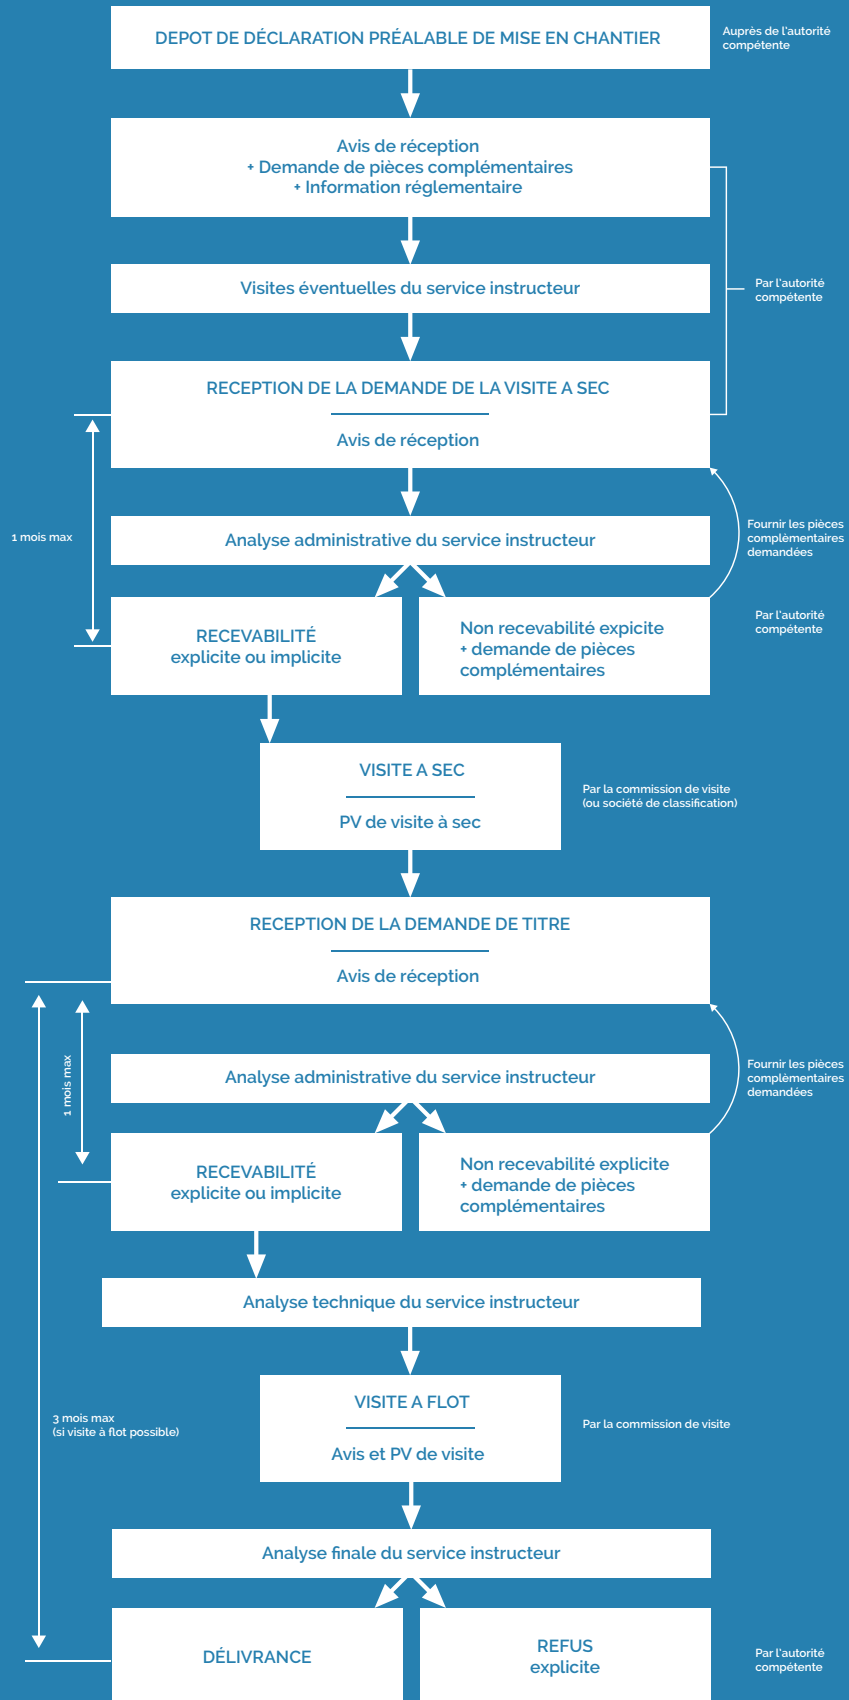 DEPOT DE DÉCLARATION PRÉALABLE DE MISE EN CHANTIER
Auprès de l'autorité
compétente
Avis de réception
+ Demande de pièces complémentaires
+ Information réglementaire
Visites éventuelles du service instructeur
Par l'autorité
compétente
RECEPTION DE LA DEMANDE DE LA VISITE A SEC
Avis de réception
1 mois max
Analyse administrative du service instructeur
Fournir les pièces
complèmentaires
demandées
RECEVABILITÉ
explicite ou implicite
Non recevabilité expicite
+ demande de pièces
complémentaires
Par l'autorité
compétente
VISITE A SEC
PV de visite à sec
Par la commission de visite
(ou société de classification)
RECEPTION DE LA DEMANDE DE TITRE
Avis de réception
1 mois max
Analyse administrative du service instructeur
Fournir les pièces
complèmentaires
demandées
RECEVABILITÉ
explicite ou implicite
Non recevabilité explicite
+ demande de pièces
complémentaires
Analyse technique du service instructeur
3 mois max
(si visite à flot possible)
VISITE A FLOT
Avis et PV de visite
Par la commission de visite
Analyse finale du service instructeur
DÉLIVRANCE
REFUS
explicite
Par l'autorité
compétente